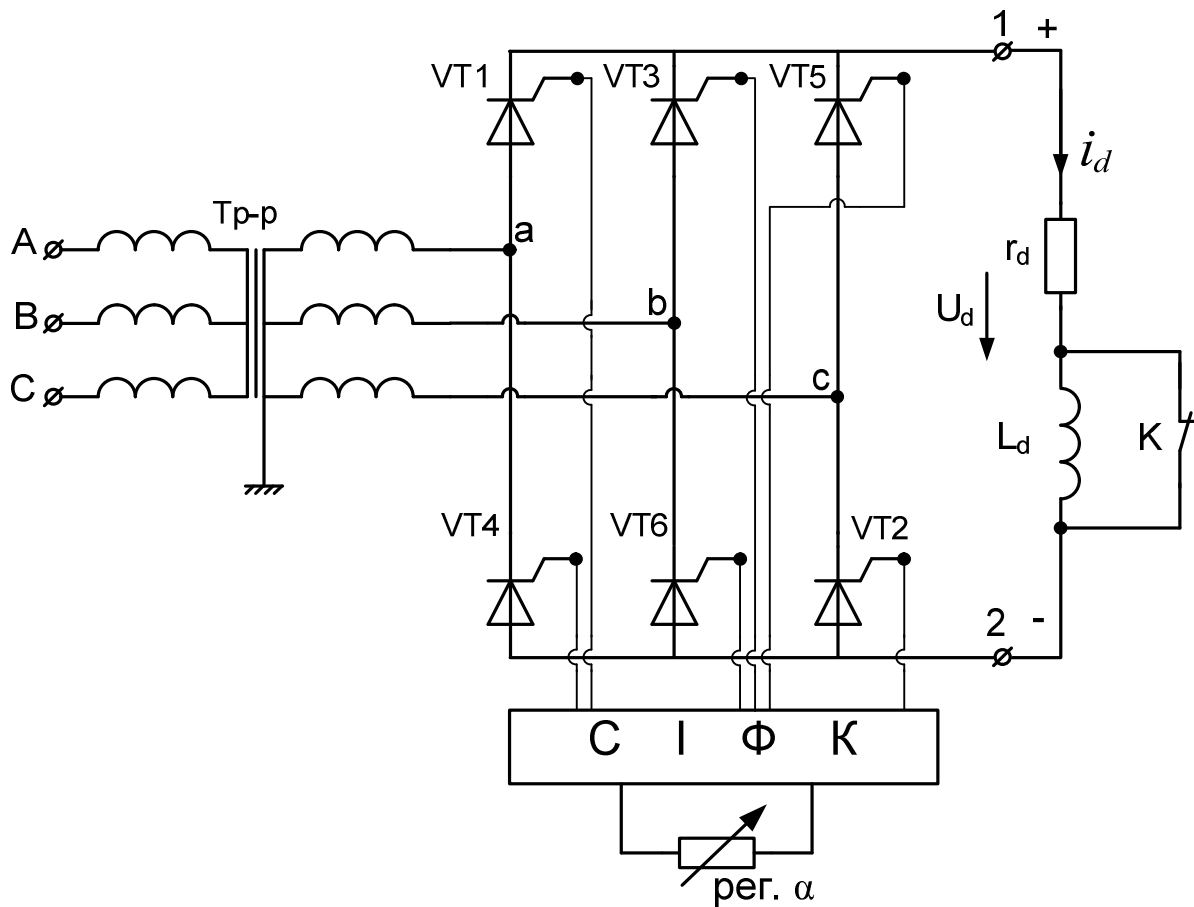 1 +
VT1 VT3 VT5
i_d
Тр-р
A a
r_d
B b
U_d
C c
L_d K
VT4 VT6 VT2
2 -
С І Ф К
рег. α